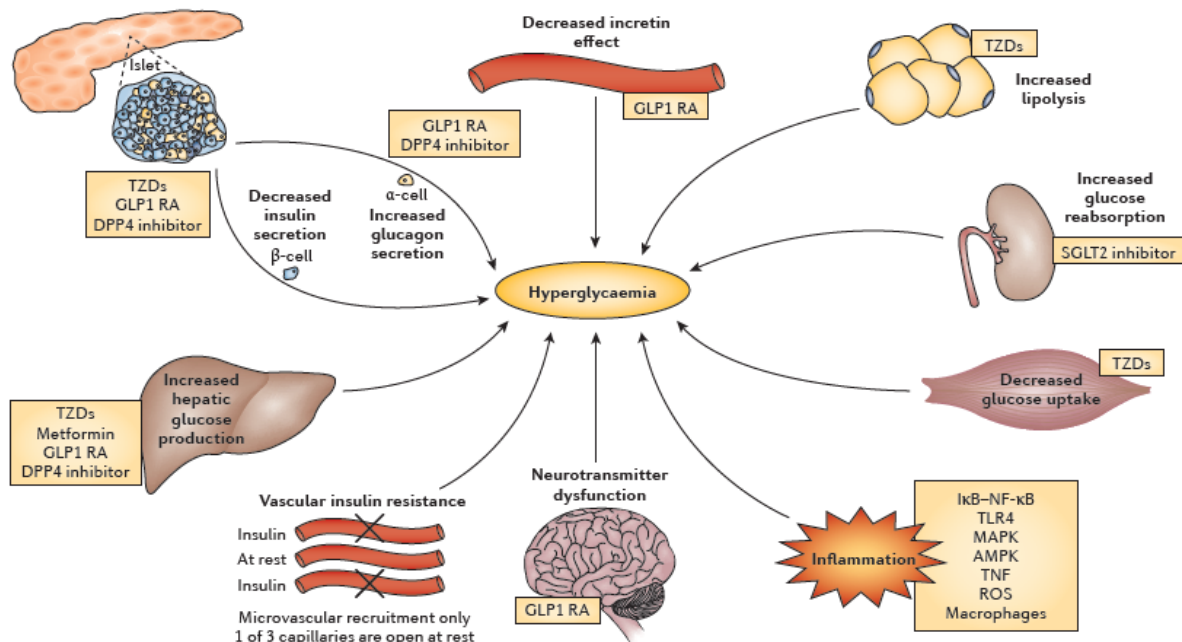 Islet
TZDs
GLP1 RA
DPP4 inhibitor
Decreased
insulin
secretion
β-cell
GLP1 RA
DPP4 inhibitor
α-cell
Increased
glucagon
secretion
Decreased incretin
effect
GLP1 RA
TZDs
Increased
lipolysis
Increased
glucose
reabsorption
SGLT2 inhibitor
Hyperglycaemia
TZDs
Decreased
glucose uptake
Increased
hepatic
glucose
production
TZDs
Metformin
GLP1 RA
DPP4 inhibitor
Vascular insulin resistance
Insulin
At rest
Insulin
Microvascular recruitment only
1 of 3 capillaries are open at rest
Neurotransmitter
dysfunction
GLP1 RA
Inflammation
IκB–NF-κB
TLR4
MAPK
AMPK
TNF
ROS
Macrophages